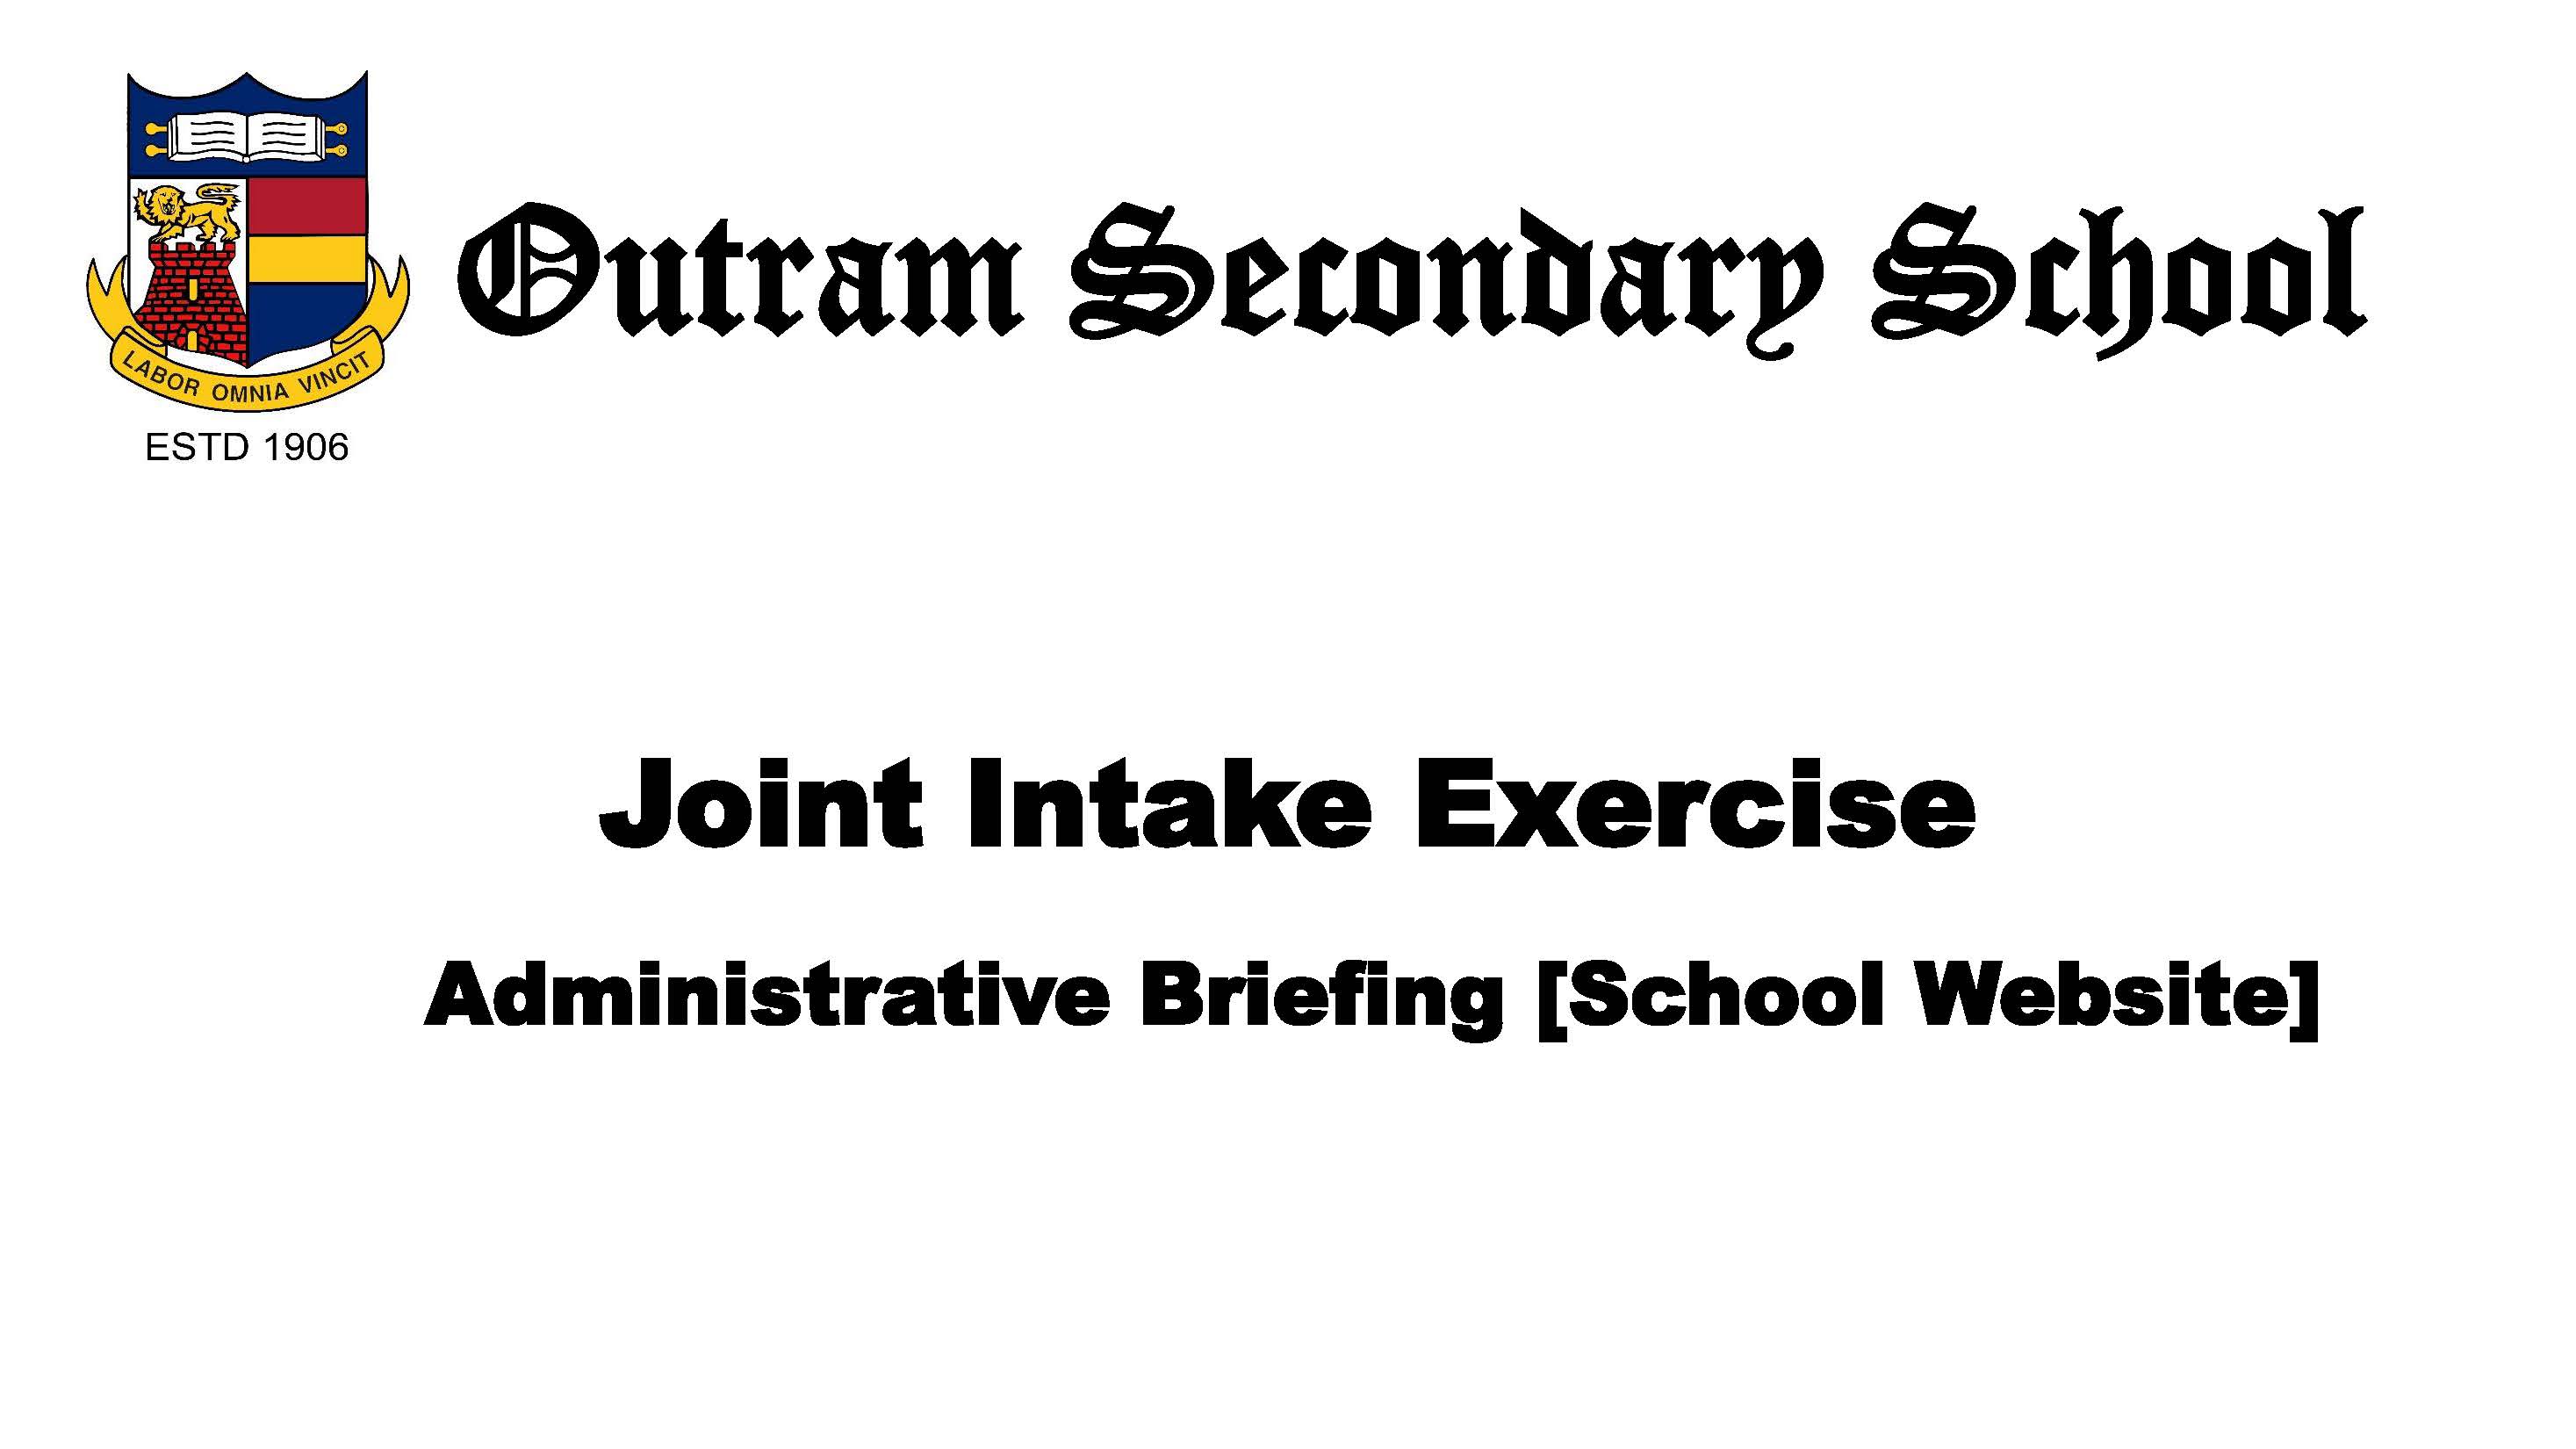 LABOR OMNIA VINCIT
ESTD 1906
Outram Secondary School
Joint Intake Exercise
Administrative Briefing [School Website]